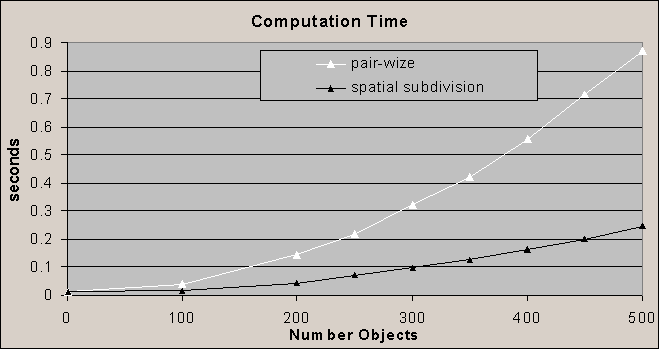 Computation Time
0.9
0.8
0.7
0.6
0.5
0.4
0.3
0.2
0.1
0
seconds
pair-wize
spatial subdivision
0 100 200 300 400 500
Number Objects